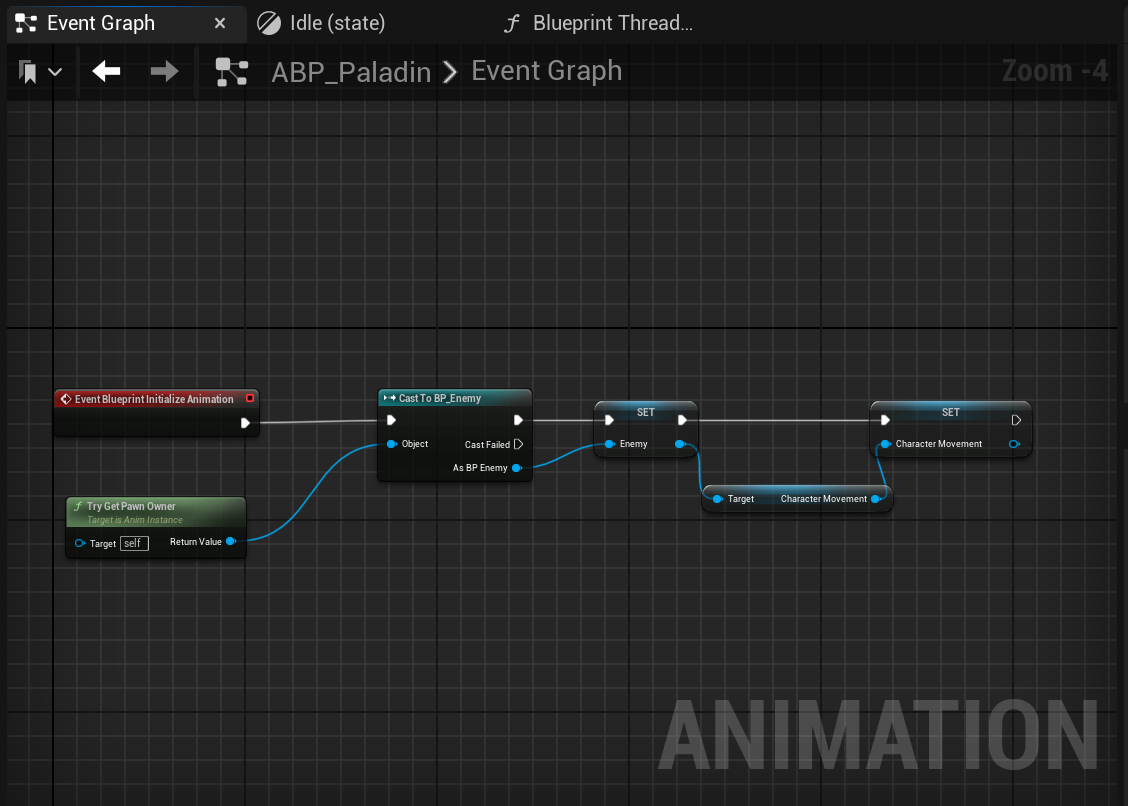 Event Graph
Idle (state)
Blueprint Thread...
ABP_Paladin
Event Graph
Zoom -4
Event Blueprint Initialize Animation
Try Get Pawn Owner
Target is Anim Instance
Target self
Return Value
Cast To BP_Enemy
Object
Cast Failed
As BP Enemy
SET
Enemy
Target
Character Movement
SET
Character Movement
ANIMATION